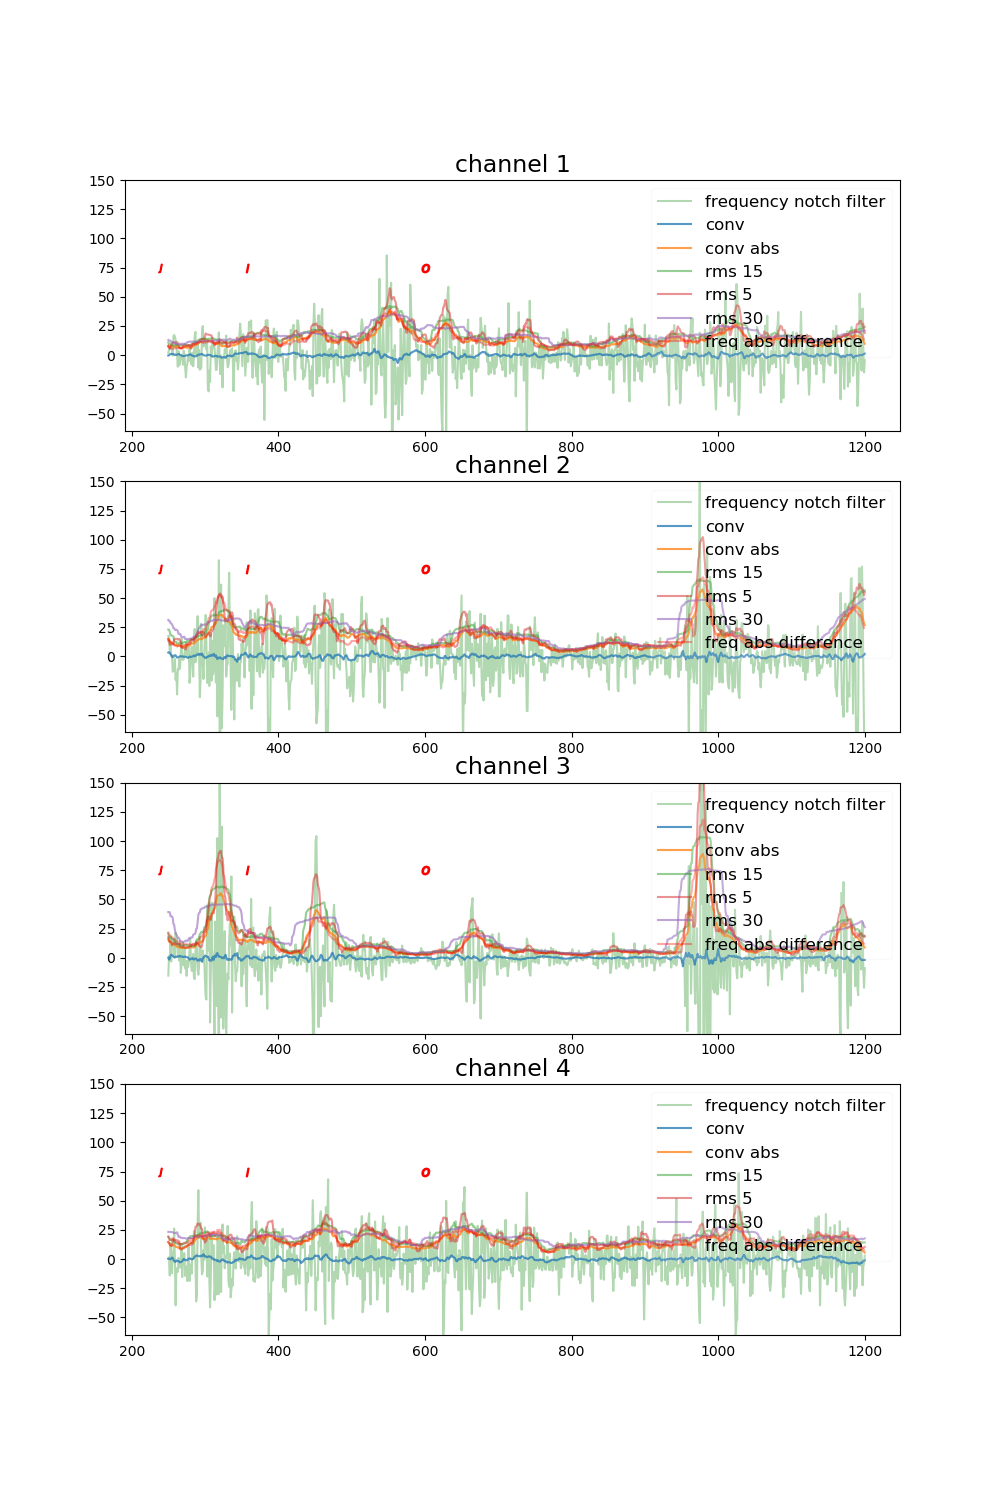 channel 1
150
125
100
75
50
25
0
−25
−50
ɹ ı o
frequency notch filter
conv
conv abs
rms 15
rms 5
rms 30
freq abs difference
200 400 600 800 1000 1200
channel 2
150
125
100
75
50
25
0
−25
−50
ɹ ı o
frequency notch filter
conv
conv abs
rms 15
rms 5
rms 30
freq abs difference
200 400 600 800 1000 1200
channel 3
150
125
100
75
50
25
0
−25
−50
ɹ ı o
frequency notch filter
conv
conv abs
rms 15
rms 5
rms 30
freq abs difference
200 400 600 800 1000 1200
channel 4
150
125
100
75
50
25
0
−25
−50
ɹ ı o
frequency notch filter
conv
conv abs
rms 15
rms 5
rms 30
freq abs difference
200 400 600 800 1000 1200